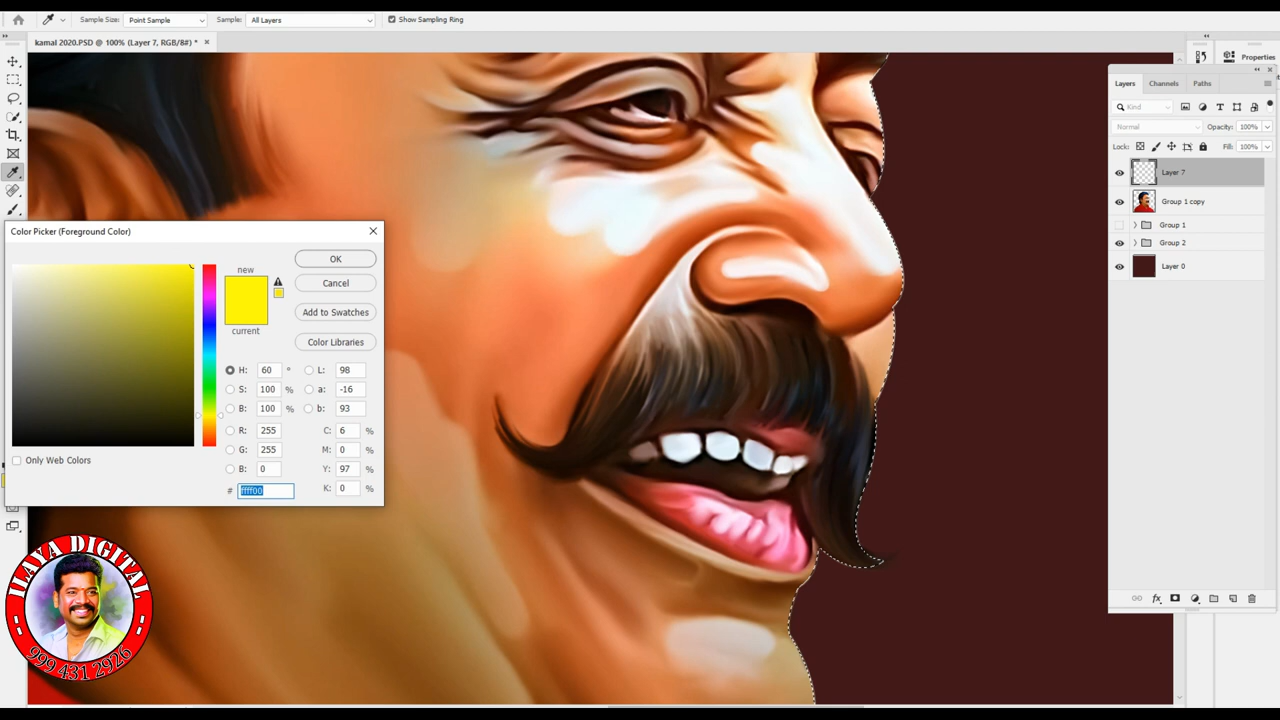 Sample Size: Point Sample Sample: All Layers Show Sampling Ring
kamal 2020.PSD @ 100% (Layer 7, RGB/8#) * ×
Properties
Layers Channels Paths
Kind
Normal Opacity: 100%
Lock: Fill: 100%
Layer 7
Group 1 copy
Group 1
Group 2
Layer 0
Color Picker (Foreground Color)
new
current
OK
Cancel
Add to Swatches
Color Libraries
H: 60 ° L: 98
S: 100 % a: -16
B: 100 % b: 93
R: 255 C: 6 %
G: 255 M: 0 %
B: 0 Y: 97 %
# ffff00 K: 0 %
Only Web Colors
ILAYA DIGITAL
999 431 2926